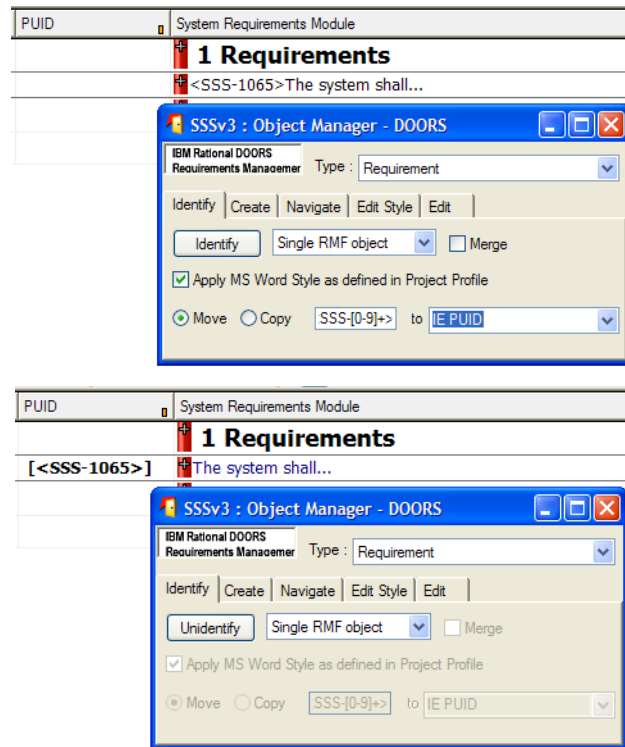 PUID System Requirements Module
1 Requirements
<SSS-1065>The system shall...
SSSv3 : Object Manager - DOORS
IBM Rational DOORS
Requirements Managemer Type : Requirement
Identify Create Navigate Edit Style Edit
Identify Single RMF object Merge
Apply MS Word Style as defined in Project Profile
Move Copy SSS-[0-9]+> to IE PUID
PUID System Requirements Module
1 Requirements
[<SSS-1065>] The system shall...
SSSv3 : Object Manager - DOORS
IBM Rational DOORS
Requirements Managemer Type : Requirement
Identify Create Navigate Edit Style Edit
Unidentify Single RMF object Merge
Apply MS Word Style as defined in Project Profile
Move Copy SSS-[0-9]+> to IE PUID